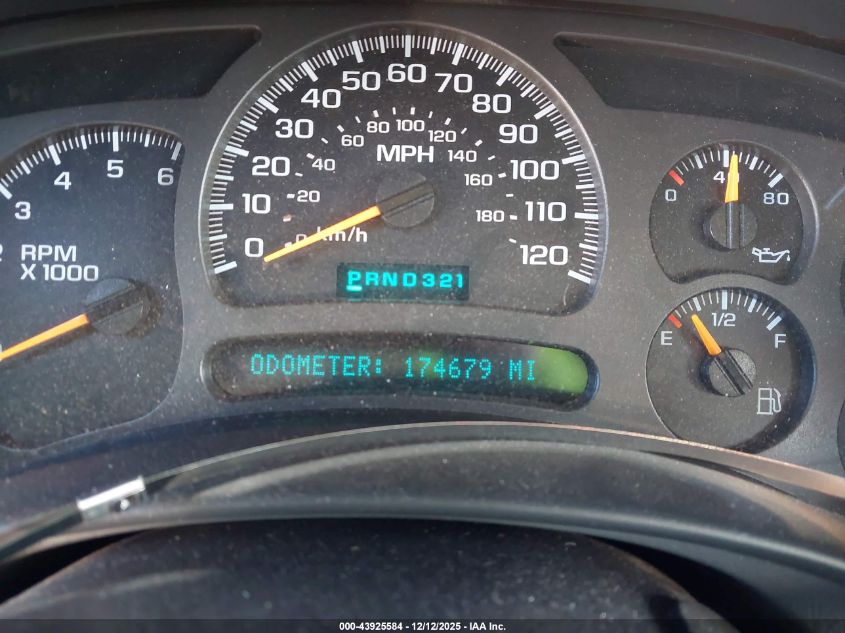 3 4 5 6
RPM
X 1000
0 10 20 30 40 50 60 70 80 90 100 110 120
MPH
20 40 60 80 100 120 140 160 180
0 km/h
PRND321
ODOMETER: 174679 MI
0 40 80
E 1/2 F
000-43925584 - 12/12/2025 - IAA Inc.